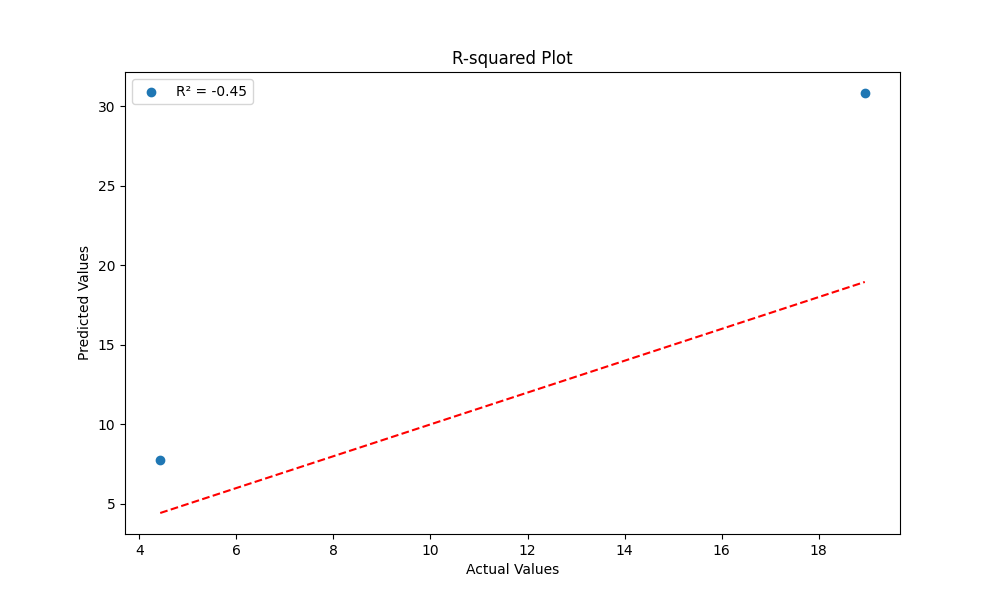 R-squared Plot
R² = -0.45
30
25
20
15
10
5
Predicted Values
4 6 8 10 12 14 16 18
Actual Values